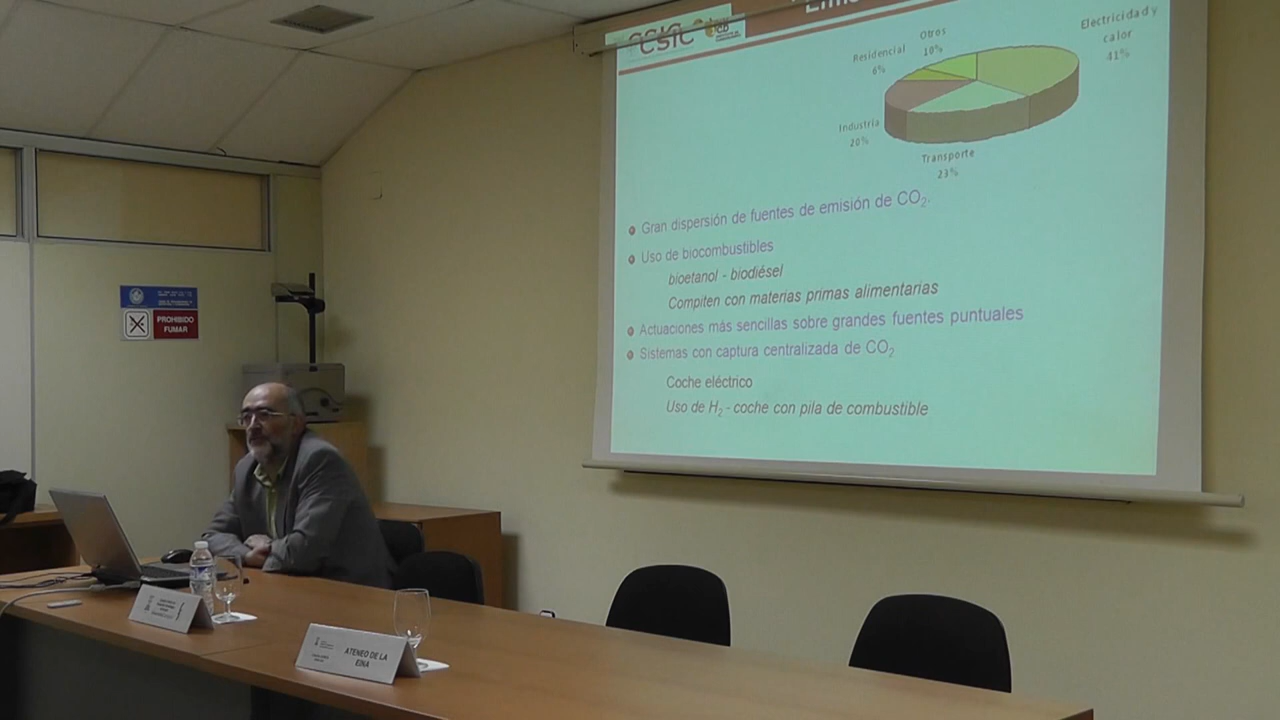 CSIC
Otros
10%
Electricidad y
calor
41%
Residencial
6%
Industria
20%
Transporte
23%
Gran dispersión de fuentes de emisión de CO₂.
Uso de biocombustibles
bioetanol - biodiésel
Compiten con materias primas alimentarias
Actuaciones más sencillas sobre grandes fuentes puntuales
Sistemas con captura centralizada de CO₂
Coche eléctrico
Uso de H₂ - coche con pila de combustible
PROHIBIDO
FUMAR
ATENEO DE LA
EINA